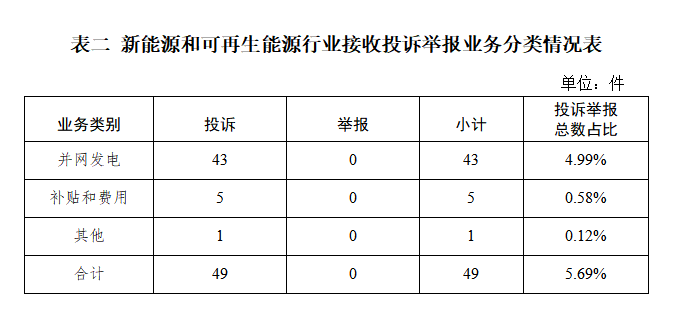 表二 新能源和可再生能源行业接收投诉举报业务分类情况表
单位：件
业务类别 投诉 举报 小计 投诉举报
总数占比
并网发电 43 0 43 4.99%
补贴和费用 5 0 5 0.58%
其他 1 0 1 0.12%
合计 49 0 49 5.69%